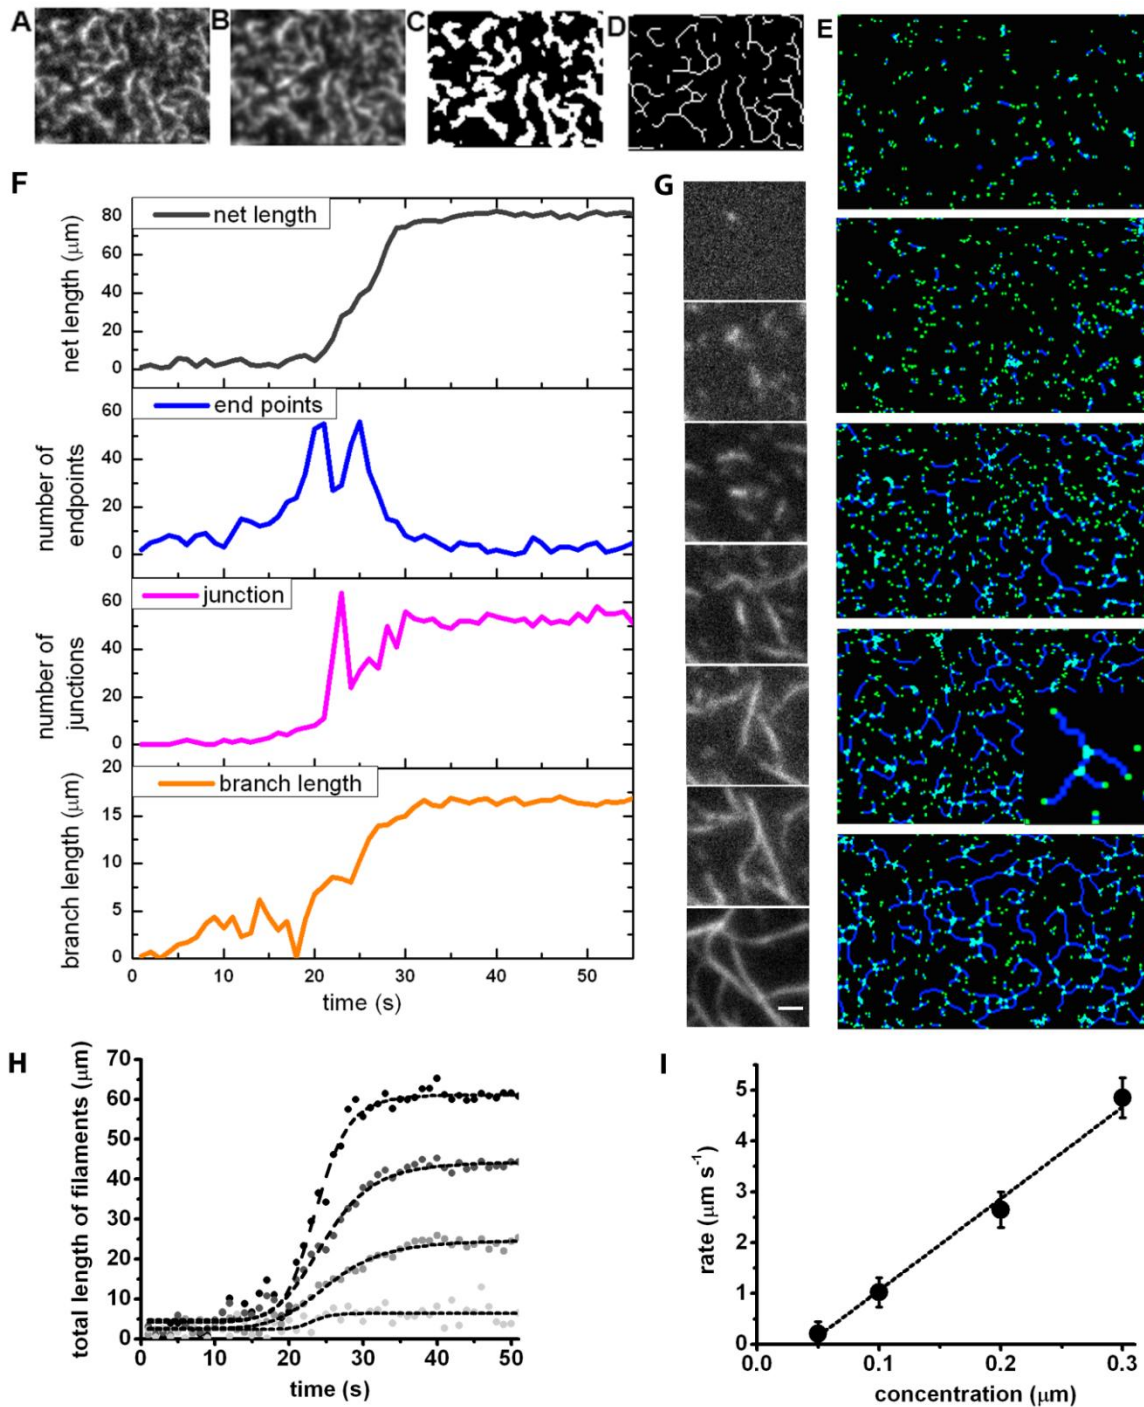 A
B
C
D
E
F
net length
net length (μm)
80
60
40
20
0
end points
number of
endpoints
60
40
20
0
junction
number of
junctions
60
40
20
0
branch length
branch length (μm)
20
15
10
5
0
0 10 20 30 40 50
time (s)
G
H
total length of filaments (μm)
70
60
50
40
30
20
10
0
0 10 20 30 40 50
time (s)
I
rate (μm s⁻¹)
5
4
3
2
1
0
0.0 0.1 0.2 0.3
concentration (μm)